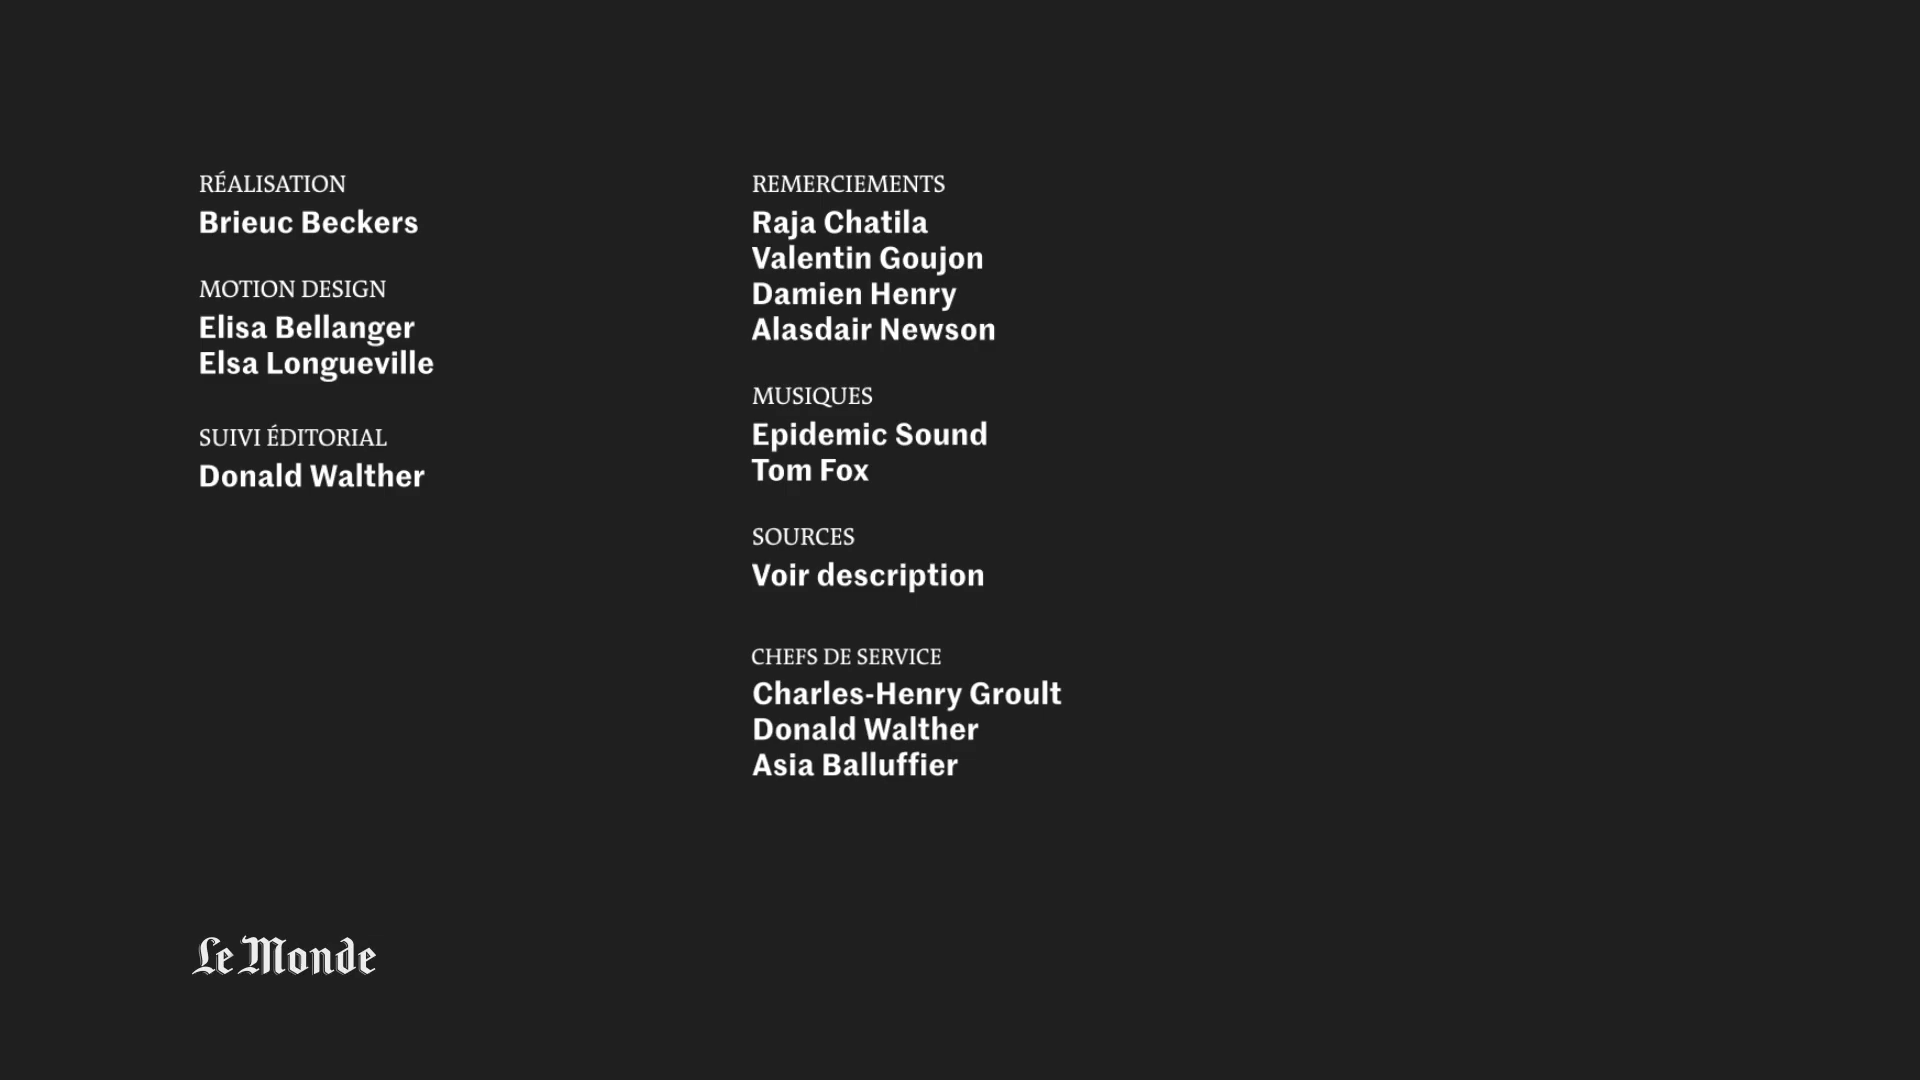 RÉALISATION
Brieuc Beckers
MOTION DESIGN
Elisa Bellanger
Elsa Longueville
SUIVI ÉDITORIAL
Donald Walther
REMERCIEMENTS
Raja Chatila
Valentin Goujon
Damien Henry
Alasdair Newson
MUSIQUES
Epidemic Sound
Tom Fox
SOURCES
Voir description
CHEFS DE SERVICE
Charles-Henry Groult
Donald Walther
Asia Balluffier
Le Monde